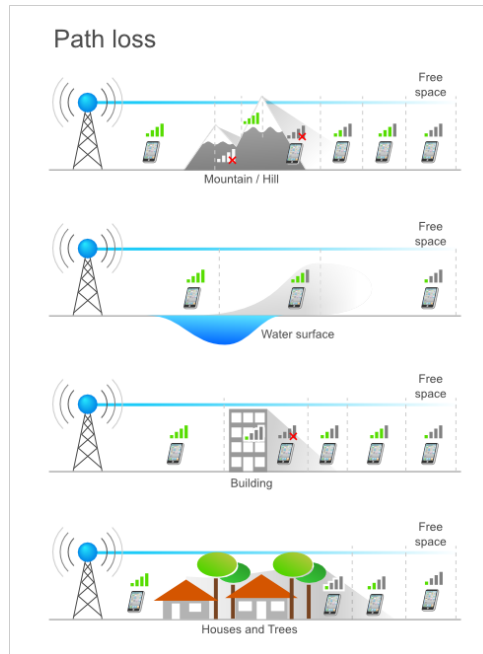 Path loss
Free
space
Mountain / Hill
Free
space
Water surface
Free
space
Building
Free
space
Houses and Trees